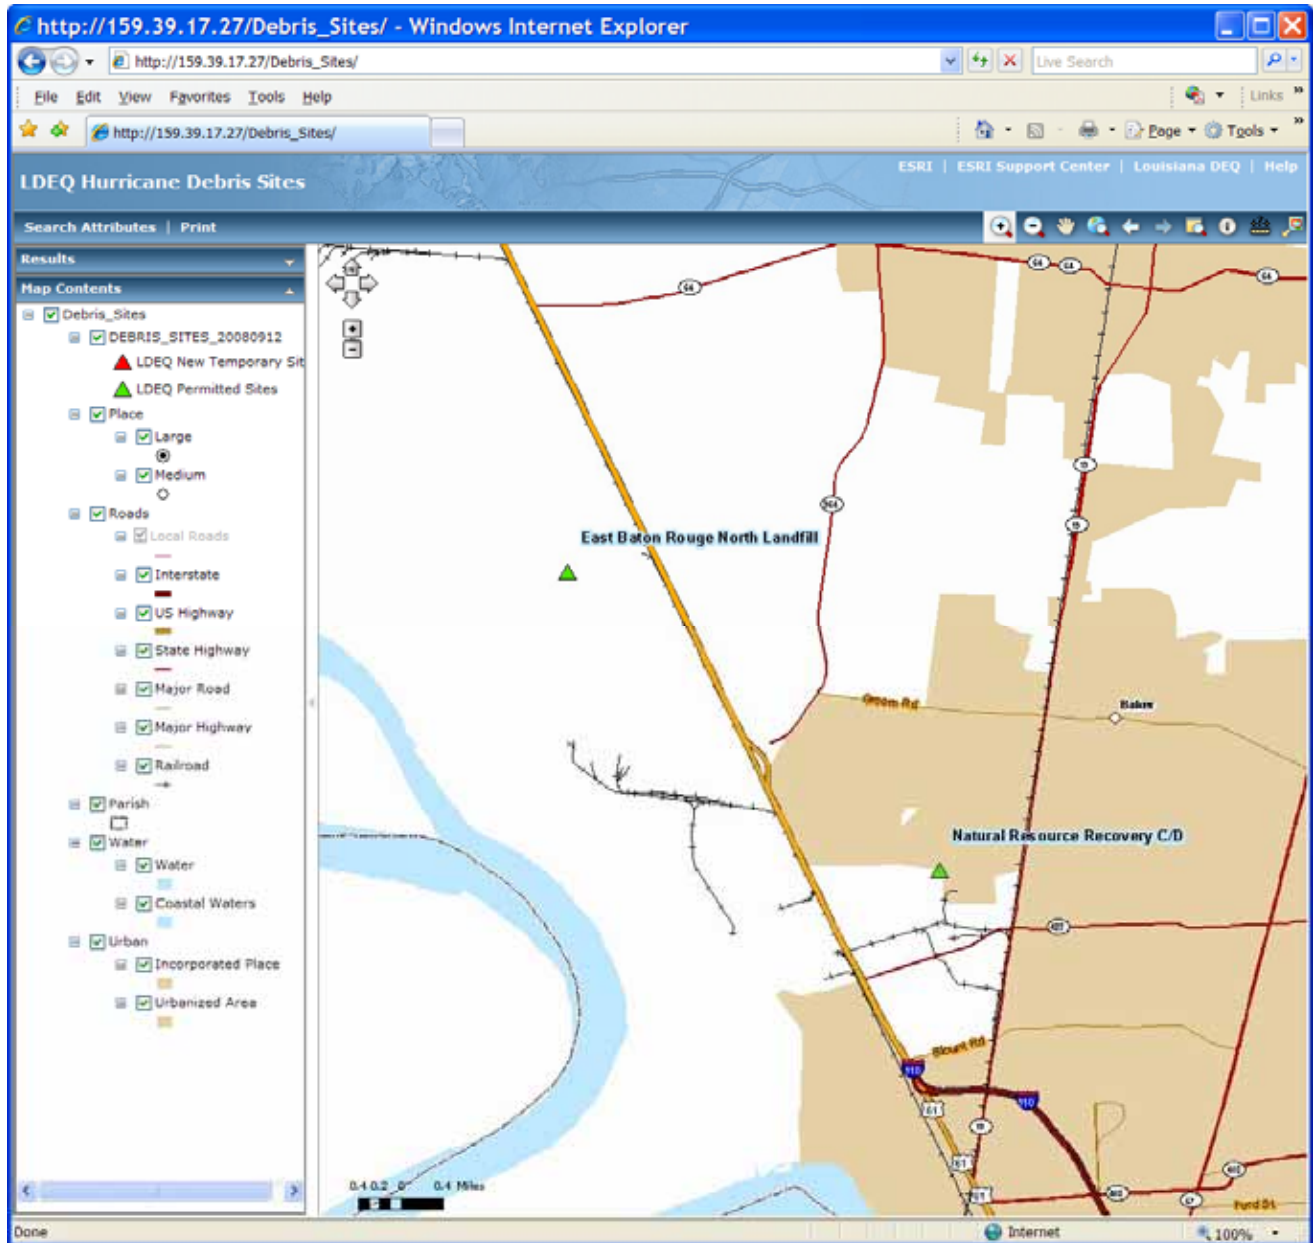 http://159.39.17.27/Debris_Sites/ - Windows Internet Explorer
http://159.39.17.27/Debris_Sites/
Live Search
File Edit View Favorites Tools Help
Links
http://159.39.17.27/Debris_Sites/
Page Tools
LDEQ Hurricane Debris Sites
ESRI | ESRI Support Center | Louisiana DEQ | Help
Search Attributes | Print
Results
Map Contents
Debris_Sites
DEBRIS_SITES_20080912
LDEQ New Temporary Sit
LDEQ Permitted Sites
Place
Large
Medium
Roads
Local Roads
Interstate
US Highway
State Highway
Major Road
Major Highway
Railroad
Parish
Water
Water
Coastal Waters
Urban
Incorporated Place
Urbanized Area
64
64
64
64
19
964
19
East Baton Rouge North Landfill
Groom Rd
Baker
Natural Resource Recovery C/D
Blount Rd
110
110
61
19
61
61
67
Ford St
0.4 0.2 0 0.4 Miles
Done
Internet
100%